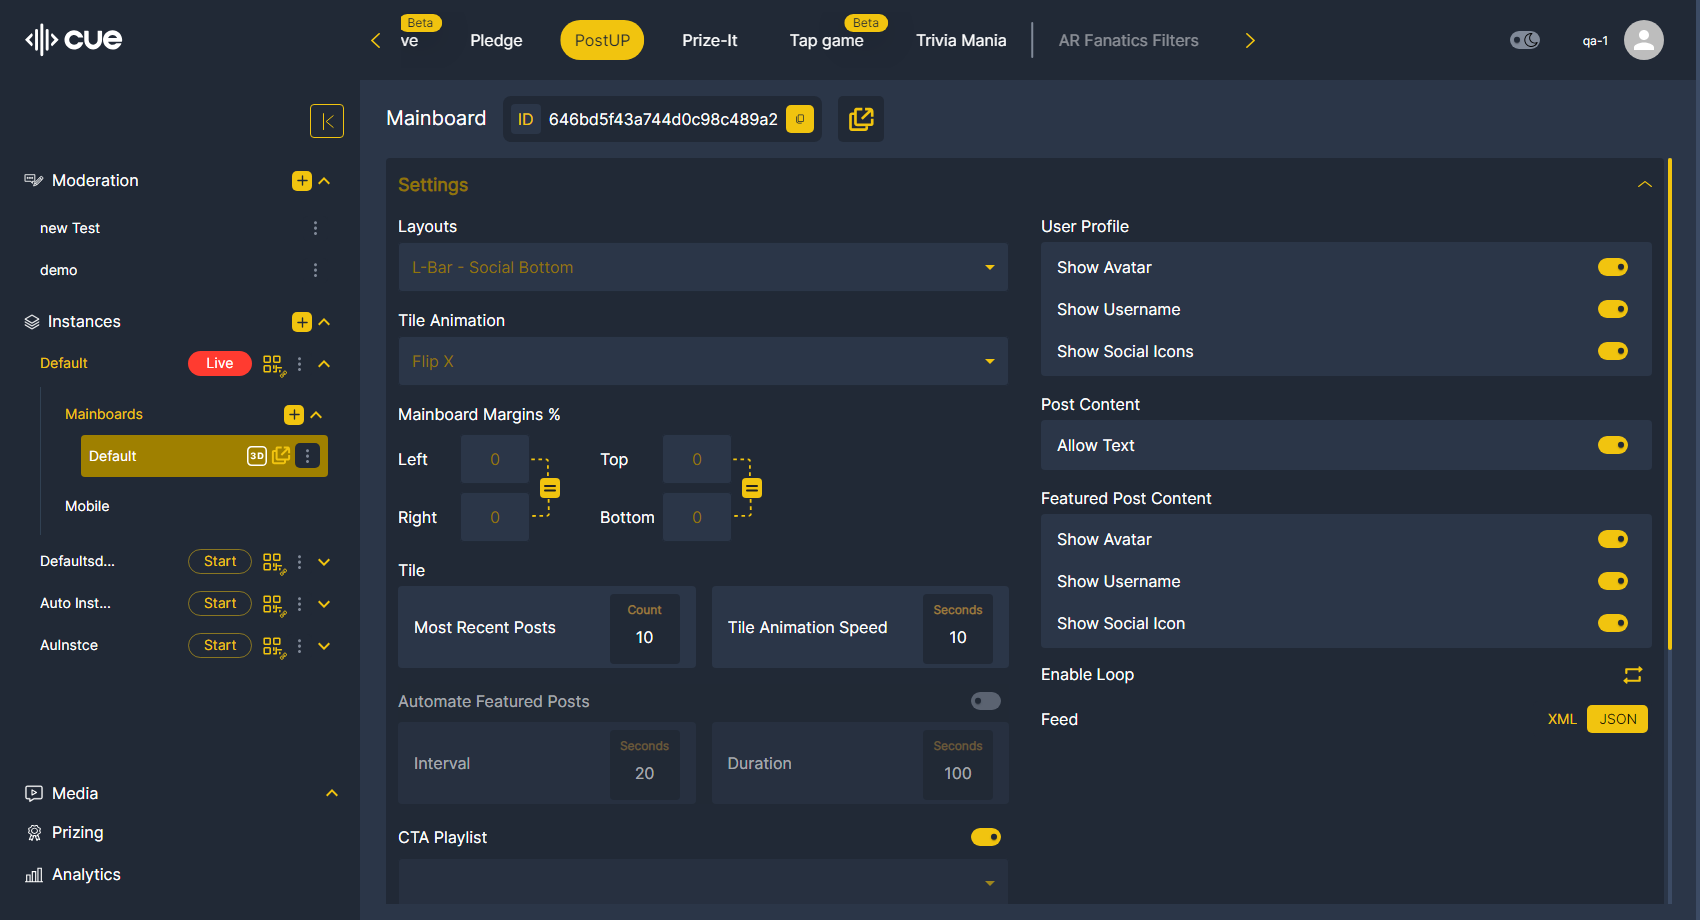 cue
Beta
ve
Pledge
PostUP
Prize-It
Beta
Tap game
Trivia Mania
AR Fanatics Filters
qa-1
Moderation
new Test
demo
Instances
Default
Live
Mainboards
Default
3D
Mobile
Defaultsd...
Start
Auto Inst...
Start
AuInstce
Start
Media
Prizing
Analytics
Mainboard
ID
646bd5f43a744d0c98c489a2
Settings
Layouts
L-Bar - Social Bottom
Tile Animation
Flip X
Mainboard Margins %
Left
0
Top
0
Right
0
Bottom
0
Tile
Most Recent Posts
Count
10
Tile Animation Speed
Seconds
10
Automate Featured Posts
Interval
Seconds
20
Duration
Seconds
100
CTA Playlist
User Profile
Show Avatar
Show Username
Show Social Icons
Post Content
Allow Text
Featured Post Content
Show Avatar
Show Username
Show Social Icon
Enable Loop
Feed
XML
JSON